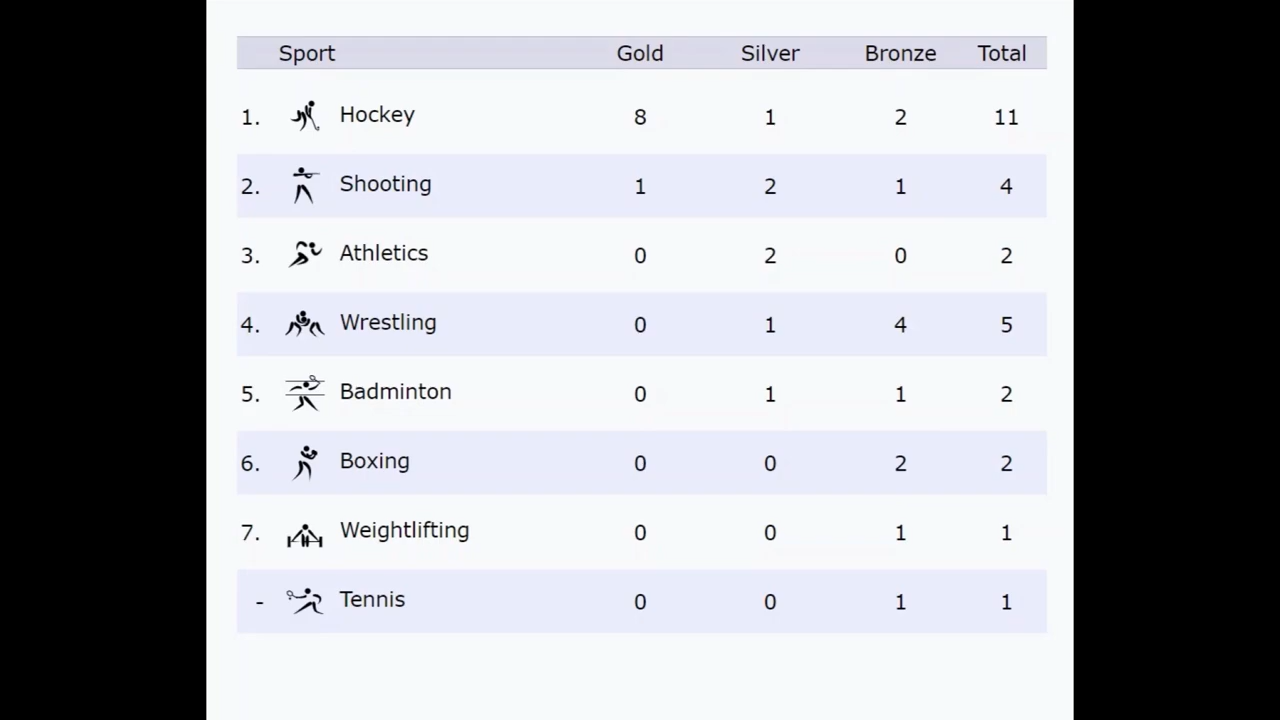 Sport Gold Silver Bronze Total
1. Hockey 8 1 2 11
2. Shooting 1 2 1 4
3. Athletics 0 2 0 2
4. Wrestling 0 1 4 5
5. Badminton 0 1 1 2
6. Boxing 0 0 2 2
7. Weightlifting 0 0 1 1
- Tennis 0 0 1 1